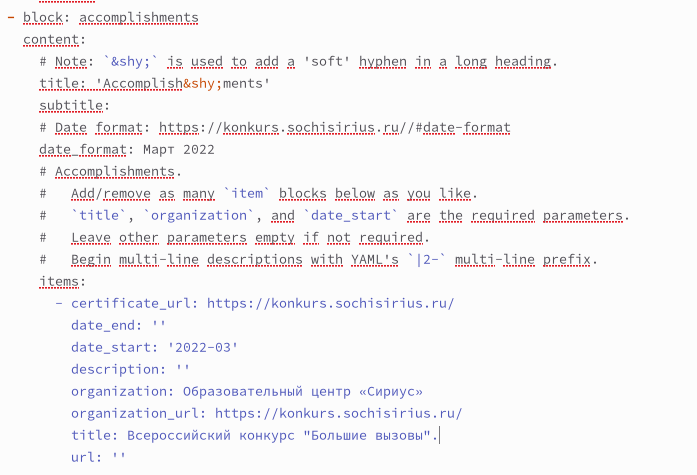 - block: accomplishments
content:
# Note: `&shy;` is used to add a 'soft' hyphen in a long heading.
title: 'Accomplish&shy;ments'
subtitle:
# Date format: https://konkurs.sochisirius.ru//#date-format
date_format: Март 2022
# Accomplishments.
#   Add/remove as many `item` blocks below as you like.
#   `title`, `organization`, and `date_start` are the required parameters.
#   Leave other parameters empty if not required.
#   Begin multi-line descriptions with YAML's `|2-` multi-line prefix.
items:
- certificate_url: https://konkurs.sochisirius.ru/
date_end: ''
date_start: '2022-03'
description: ''
organization: Образовательный центр «Сириус»
organization_url: https://konkurs.sochisirius.ru/
title: Всероссийский конкурс "Большие вызовы".
url: ''